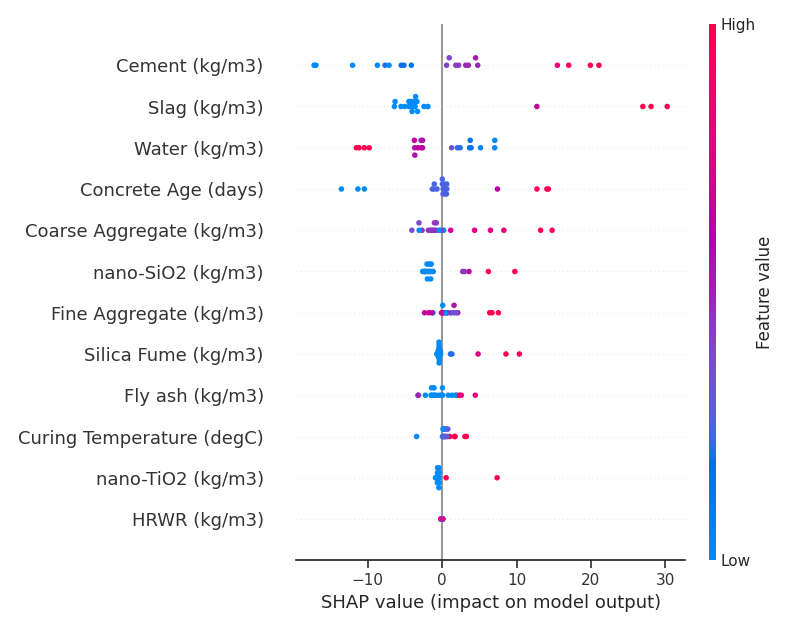 High
Cement (kg/m3)
Slag (kg/m3)
Water (kg/m3)
Concrete Age (days)
Coarse Aggregate (kg/m3)
nano-SiO2 (kg/m3)
Fine Aggregate (kg/m3)
Silica Fume (kg/m3)
Fly ash (kg/m3)
Curing Temperature (degC)
nano-TiO2 (kg/m3)
HRWR (kg/m3)
Feature value
Low
−10 0 10 20 30
SHAP value (impact on model output)